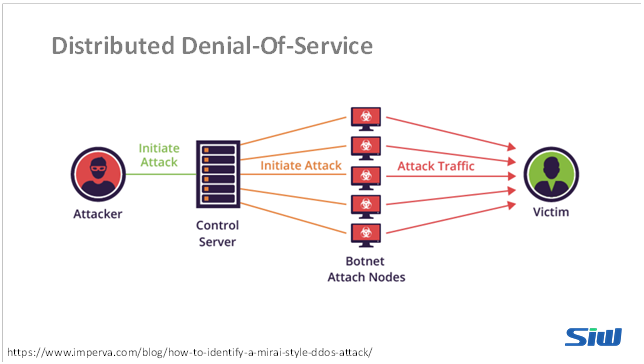 Distributed Denial-Of-Service
Initiate
Attack
Initiate Attack
Attack Traffic
Attacker
Control
Server
Botnet
Attach Nodes
Victim
https://www.imperva.com/blog/how-to-identify-a-mirai-style-ddos-attack/
Siw